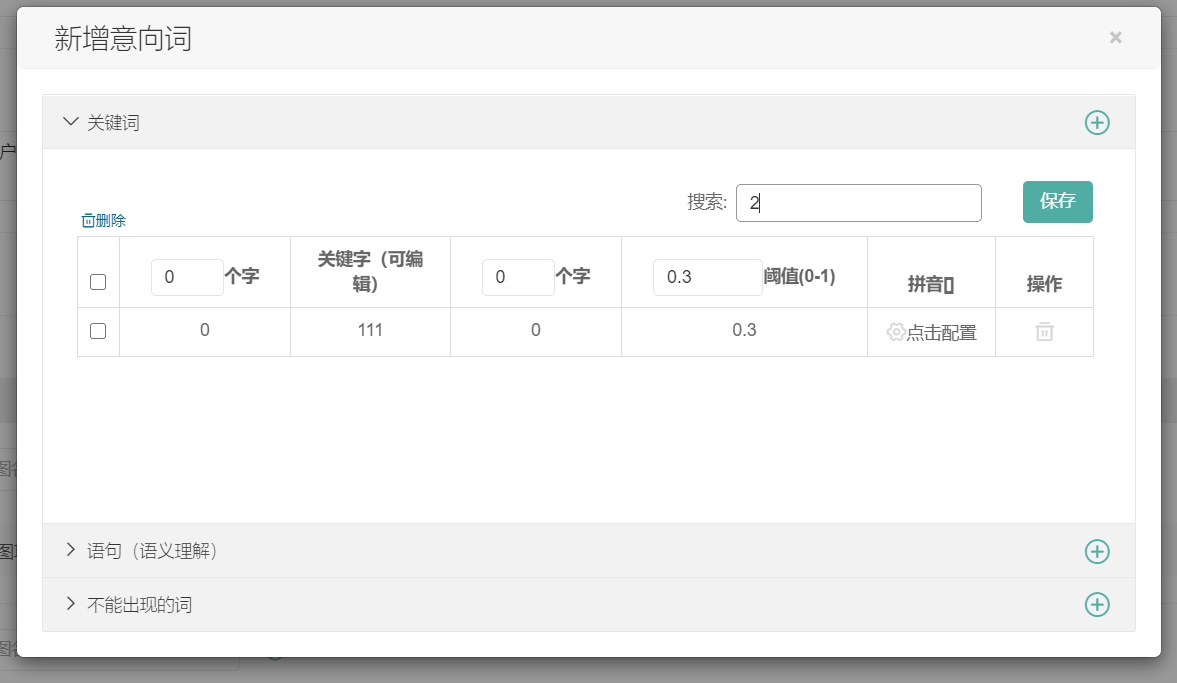 新增意向词
×
关键词
搜索: 2
保存
删除
0 个字
关键字（可编
辑）
0 个字
0.3 阈值(0-1)
拼音[]
操作
0
111
0
0.3
点击配置
语句（语义理解）
不能出现的词
户